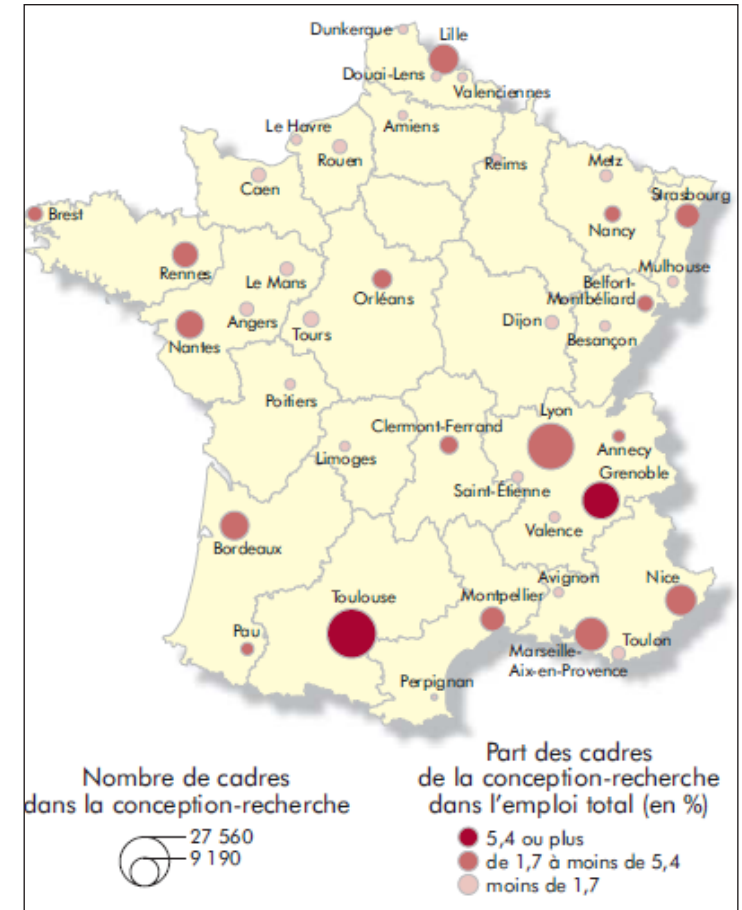 Dunkerque
Lille
Douai-Lens
Valenciennes
Le Havre
Amiens
Rouen
Reims
Metz
Caen
Strasbourg
Brest
Nancy
Rennes
Le Mans
Mulhouse
Orléans
Belfort-
Montbéliard
Angers
Tours
Dijon
Nantes
Besançon
Poitiers
Lyon
Clermont-Ferrand
Annecy
Limoges
Grenoble
Saint-Étienne
Valence
Bordeaux
Avignon
Nice
Toulouse
Montpellier
Pau
Toulon
Marseille-
Aix-en-Provence
Perpignan
Nombre de cadres
dans la conception-recherche
27 560
9 190
Part des cadres
de la conception-recherche
dans l'emploi total (en %)
5,4 ou plus
de 1,7 à moins de 5,4
moins de 1,7